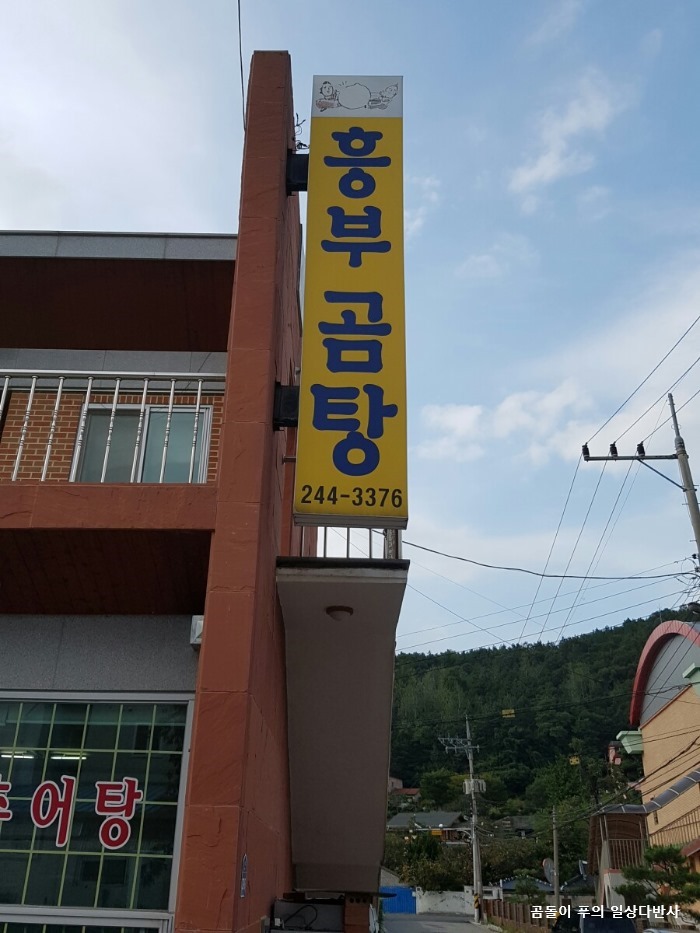 흥부 곰탕
244-3376
추어탕
곰돌이 푸의 일상다반사